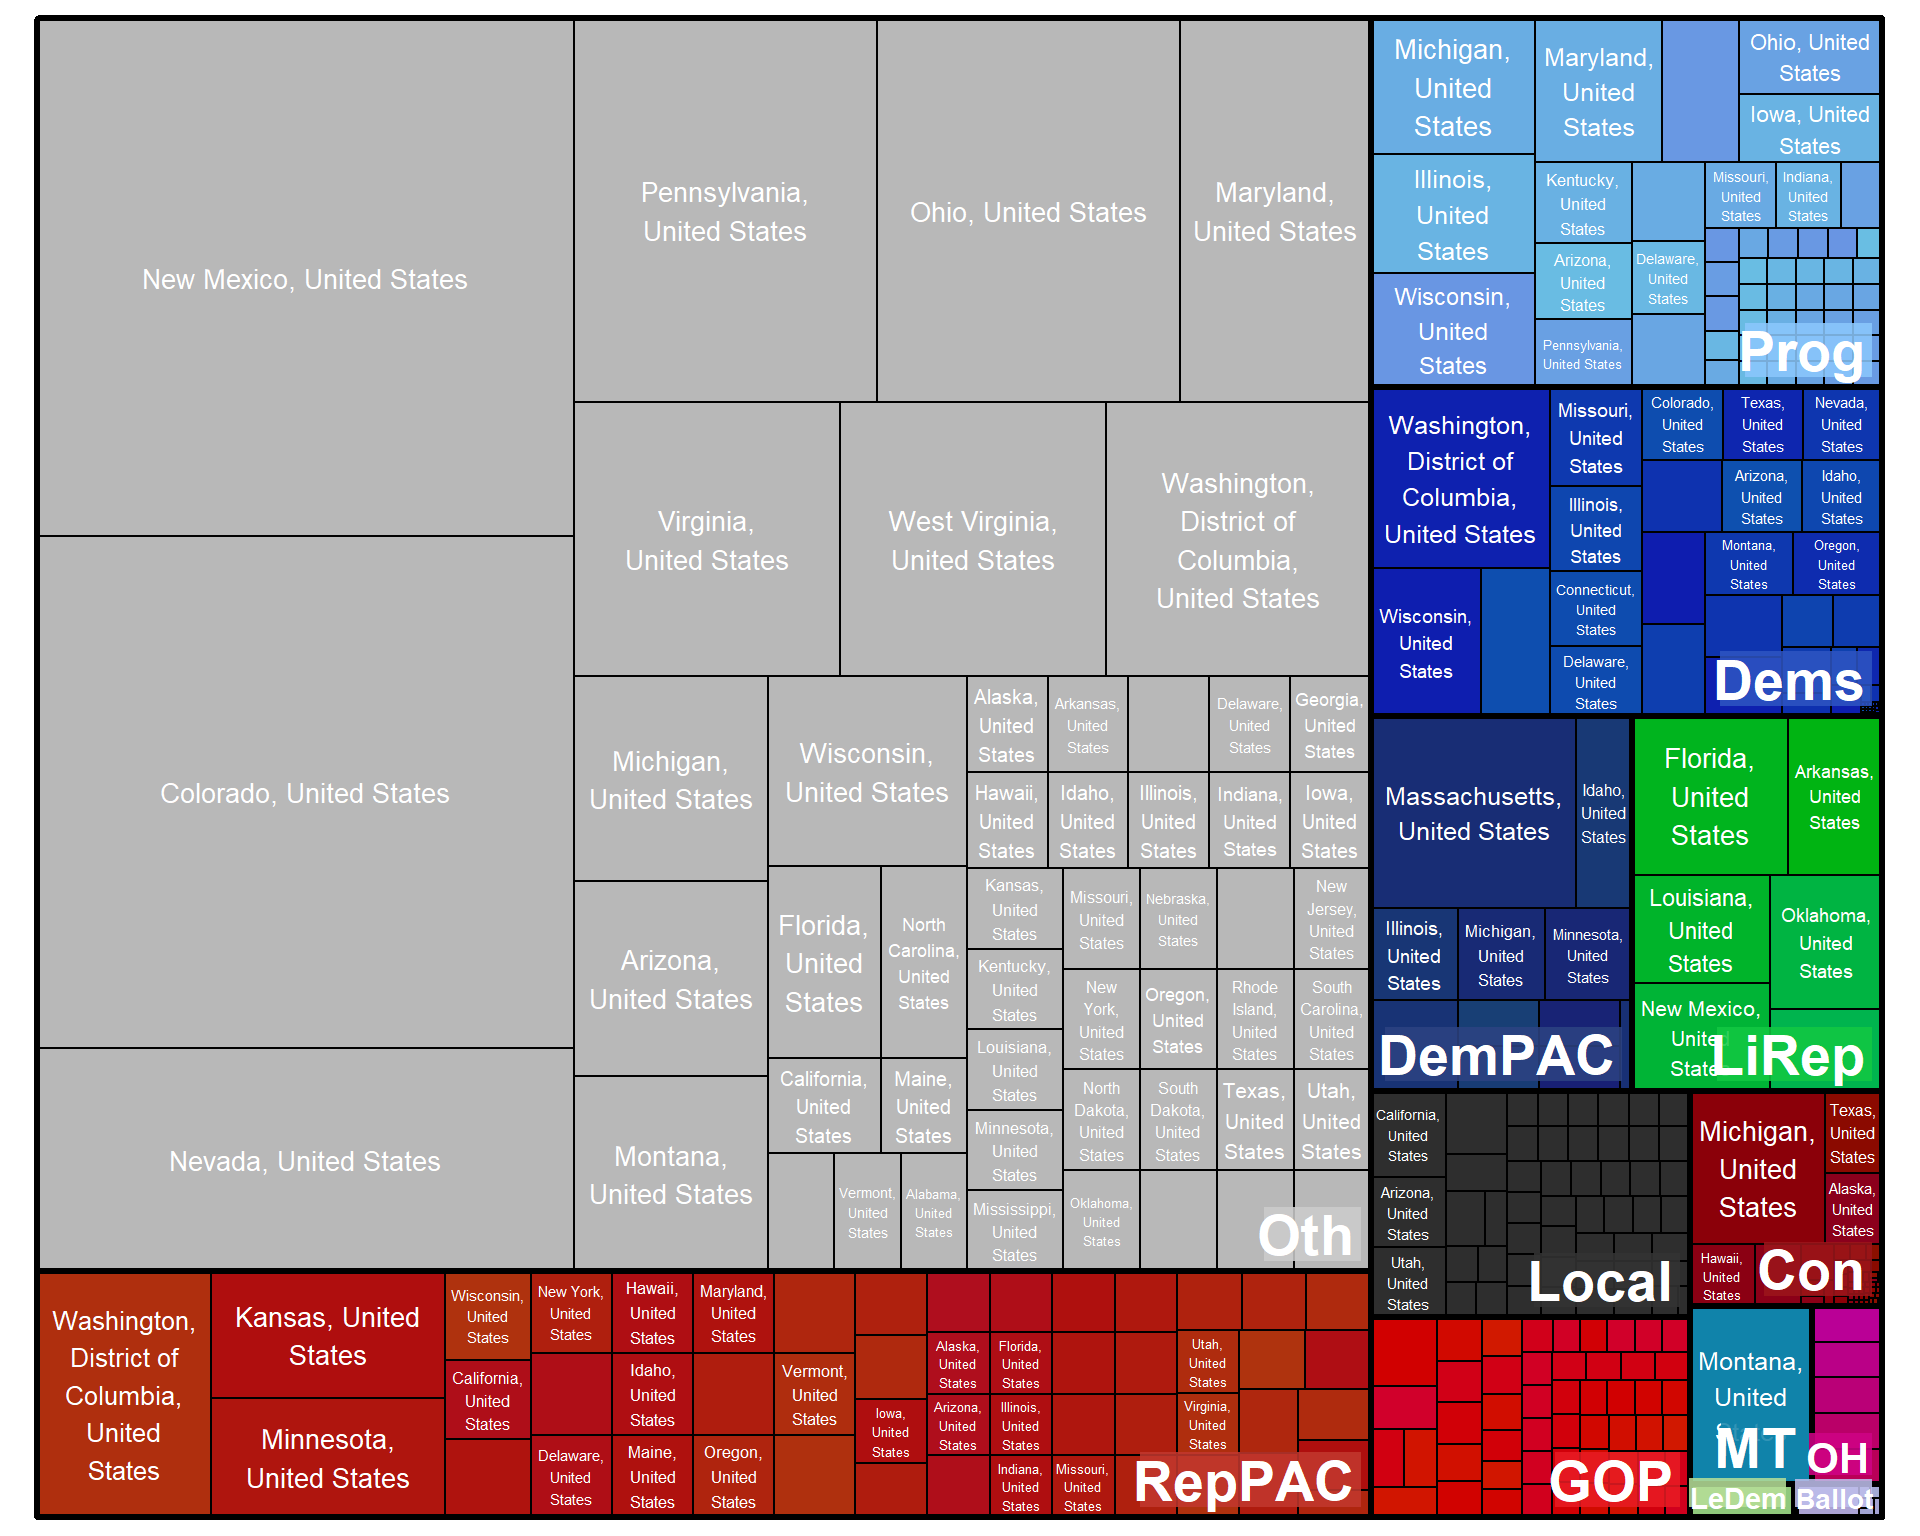 New Mexico, United States
Colorado, United States
Nevada, United States
Pennsylvania,
United States
Ohio, United States
Maryland,
United States
Virginia,
United States
West Virginia,
United States
Washington,
District of
Columbia,
United States
Michigan,
United States
Arizona,
United States
Montana,
United States
Wisconsin,
United States
Florida,
United
States
North
Carolina,
United
States
California,
United
States
Maine,
United
States
Vermont,
United
States
Alabama,
United
States
Alaska,
United
States
Arkansas,
United
States
Delaware,
United
States
Georgia,
United
States
Hawaii,
United
States
Idaho,
United
States
Illinois,
United
States
Indiana,
United
States
Iowa,
United
States
Kansas,
United
States
Kentucky,
United
States
Louisiana,
United
States
Minnesota,
United
States
Mississippi,
United
States
Missouri,
United
States
Nebraska,
United
States
New
Jersey,
United
States
New
York,
United
States
Oregon,
United
States
Rhode
Island,
United
States
South
Carolina,
United
States
North
Dakota,
United
States
South
Dakota,
United
States
Texas,
United
States
Utah,
United
States
Oklahoma,
United
States
Oth
Washington,
District of
Columbia,
United
States
Kansas, United
States
Minnesota,
United States
Wisconsin,
United
States
California,
United
States
New York,
United
States
Delaware,
United
States
Hawaii,
United
States
Idaho,
United
States
Maine,
United
States
Maryland,
United
States
Oregon,
United
States
Vermont,
United
States
Iowa,
United
States
Alaska,
United
States
Arizona,
United
States
Florida,
United
States
Illinois,
United
States
Indiana,
United
States
Missouri,
United
States
Utah,
United
States
Virginia,
United
States
RepPAC
Michigan,
United
States
Illinois,
United
States
Wisconsin,
United
States
Maryland,
United
States
Ohio, United
States
Iowa, United
States
Kentucky,
United
States
Arizona,
United
States
Pennsylvania,
United States
Delaware,
United
States
Missouri,
United
States
Indiana,
United
States
Prog
Washington,
District of
Columbia,
United States
Wisconsin,
United
States
Missouri,
United
States
Illinois,
United
States
Connecticut,
United
States
Delaware,
United
States
Colorado,
United
States
Texas,
United
States
Nevada,
United
States
Arizona,
United
States
Idaho,
United
States
Montana,
United
States
Oregon,
United
States
Dems
Massachusetts,
United States
Idaho,
United
States
Illinois,
United
States
Michigan,
United
States
Minnesota,
United
States
DemPAC
Florida,
United
States
Arkansas,
United
States
Louisiana,
United
States
Oklahoma,
United
States
New Mexico,
United
States
LiRep
California,
United
States
Arizona,
United
States
Utah,
United
States
Local
Michigan,
United
States
Texas,
United
States
Alaska,
United
States
Hawaii,
United
States
Con
GOP
Montana,
United
States
MT
OH
LeDem
Ballot